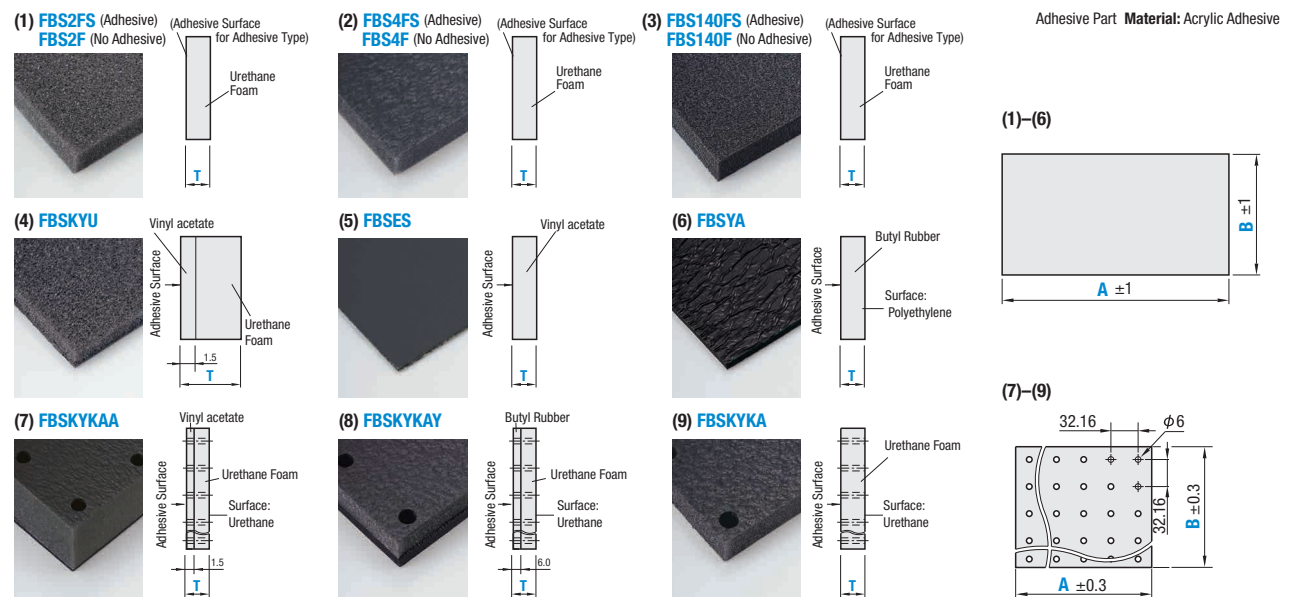 (1) FBS2FS (Adhesive)
FBS2F (No Adhesive)
(Adhesive Surface
for Adhesive Type)
Urethane
Foam
T
(2) FBS4FS (Adhesive)
FBS4F (No Adhesive)
(Adhesive Surface
for Adhesive Type)
Urethane
Foam
T
(3) FBS140FS (Adhesive)
FBS140F (No Adhesive)
(Adhesive Surface
for Adhesive Type)
Urethane
Foam
T
Adhesive Part Material: Acrylic Adhesive
(1)–(6)
B ±1
A ±1
(4) FBSKYU
Vinyl acetate
Adhesive Surface
Urethane
Foam
1.5
T
(5) FBSES
Vinyl acetate
Adhesive Surface
T
(6) FBSYA
Butyl Rubber
Adhesive Surface
Surface:
Polyethylene
T
(7) FBSKYKAA
Vinyl acetate
Adhesive Surface
Urethane Foam
Surface:
Urethane
1.5
T
(8) FBSKYKAY
Butyl Rubber
Adhesive Surface
Urethane Foam
Surface:
Urethane
6.0
T
(9) FBSKYKA
Adhesive Surface
Urethane Foam
Surface:
Urethane
T
(7)–(9)
32.16
φ6
32.16
B ±0.3
A ±0.3